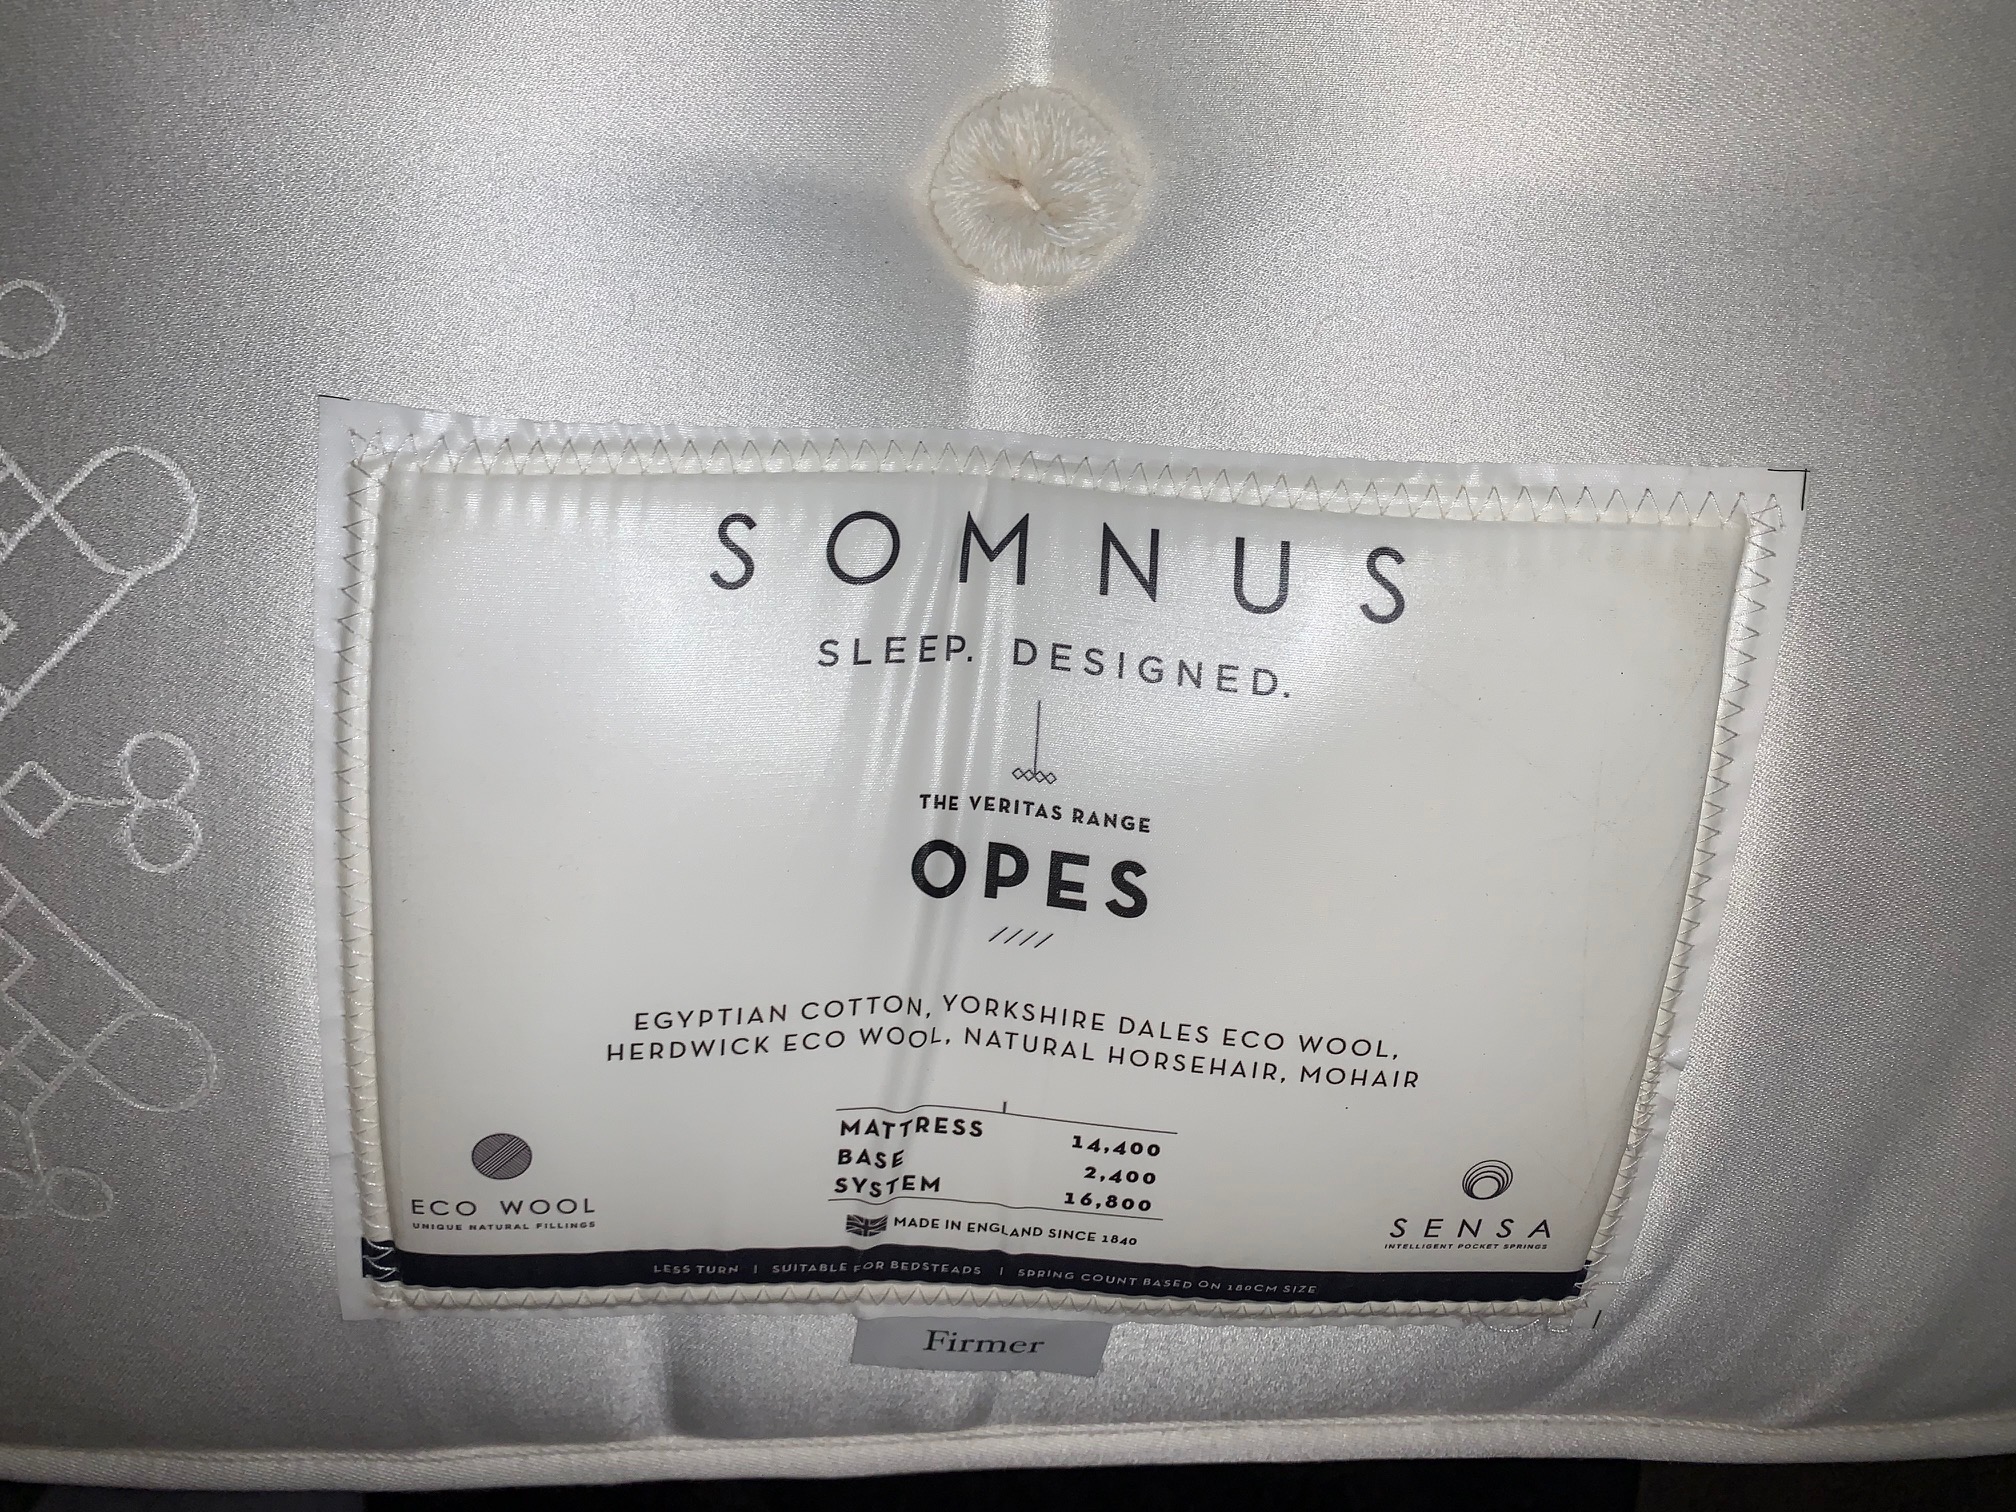 SOMNUS
SLEEP. DESIGNED.
THE VERITAS RANGE
OPES
////
EGYPTIAN COTTON, YORKSHIRE DALES ECO WOOL,
HERDWICK ECO WOOL, NATURAL HORSEHAIR, MOHAIR
MATTRESS 14,400
BASE 2,400
SYSTEM 16,800
MADE IN ENGLAND SINCE 1840
ECO WOOL
UNIQUE NATURAL FILLINGS
SENSA
INTELLIGENT POCKET SPRINGS
LESS TURN | SUITABLE FOR BEDSTEADS | SPRING COUNT BASED ON 180CM SIZE
Firmer